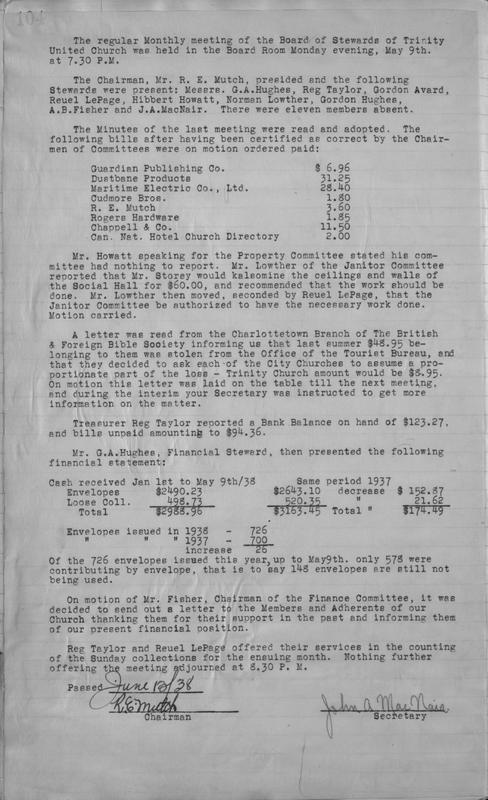 104
The regular Monthly meeting of the Board of Stewards of Trinity
United Church was held in the Board Room Monday evening, May 9th.
at 7.30 P.M.
The Chairman, Mr. R. E. Mutch, presided and the following
Stewards were present: Messrs. G.A.Hughes, Reg Taylor, Gordon Avard,
Reuel LePage, Hibbert Howatt, Norman Lowther, Gordon Hughes,
A.B.Fisher and J.A.MacNair. There were eleven members absent.
The Minutes of the last meeting were read and adopted. The
following bills after having been certified as correct by the Chair-
men of Committees were on motion ordered paid:
Guardian Publishing Co. $ 6.96
Dustbane Products 31.25
Maritime Electric Co., Ltd. 28.40
Cudmore Bros. 1.80
R. E. Mutch 3.60
Rogers Hardware 1.85
Chappell & Co. 11.50
Can. Nat. Hotel Church Directory 2.00
Mr. Howatt speaking for the Property Committee stated his com-
mittee had nothing to report. Mr. Lowther of the Janitor Committee
reported that Mr. Storey would kalsomine the ceilings and walls of
the Social Hall for $60.00, and recommended that the work should be
done. Mr. Lowther then moved, seconded by Reuel LePage, that the
Janitor Committee be authorized to have the necessary work done.
Motion carried.
A letter was read from the Charlottetown Branch of The British
& Foreign Bible Society informing us that last summer $48.95 be-
longing to them was stolen from the Office of the Tourist Bureau, and
that they decided to ask each of the City Churches to assume a pro-
portionate part of the loss - Trinity Church amount would be $8.95.
On motion this letter was laid on the table till the next meeting,
and during the interim your Secretary was instructed to get more
information on the matter.
Treasurer Reg Taylor reported a Bank Balance on hand of $123.27,
and bills unpaid amounting to $94.36.
Mr. G.A.Hughes, Financial Steward, then presented the following
financial statement:
Cash received Jan 1st to May 9th/38 Same period 1937
Envelopes $2490.23 $2643.10 decrease $ 152.87
Loose Coll. 498.73 520.35 " 21.62
Total $2988.96 $3163.45 Total " $174.49
Envelopes issued in 1938 - 726
" " " 1937 - 700
increase 26
Of the 726 envelopes issued this year, up to May9th. only 578 were
contributing by envelope, that is to say 148 envelopes are still not
being used.
On motion of Mr. Fisher, Chairman of the Finance Committee, it was
decided to send out a letter to the Members and Adherents of our
Church thanking them for their support in the past and informing them
of our present financial position.
Reg Taylor and Reuel LePage offered their services in the counting
of the Sunday collections for the ensuing month. Nothing further
offering the meeting adjourned at 8.30 P. M.
Passed June 13/38
R.E. Mutch
Chairman
John A. MacNair
Secretary